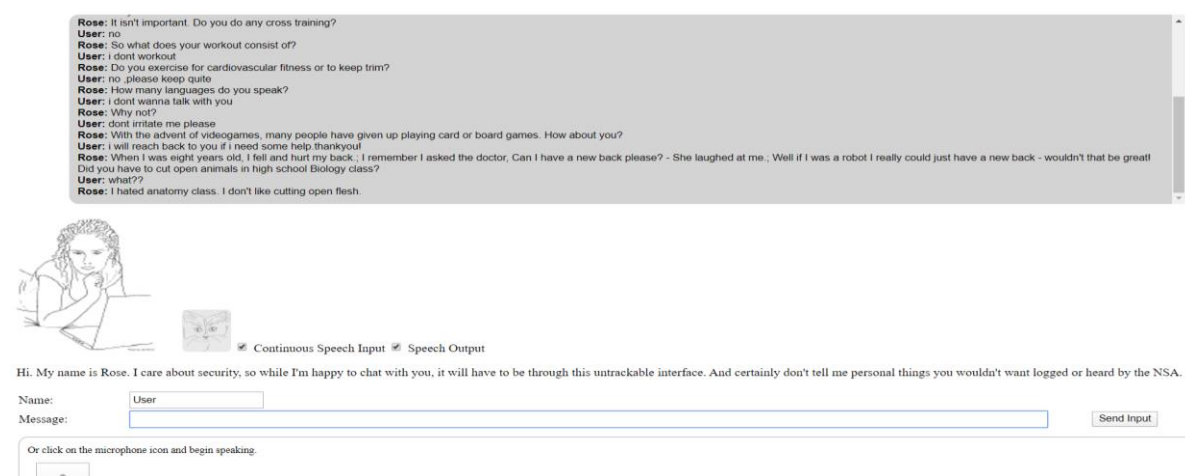 Rose: It isn't important. Do you do any cross training?
User: no
Rose: So what does your workout consist of?
User: i dont workout
Rose: Do you exercise for cardiovascular fitness or to keep trim?
User: no ,please keep quite
Rose: How many languages do you speak?
User: i dont wanna talk with you
Rose: Why not?
User: dont irritate me please
Rose: With the advent of videogames, many people have given up playing card or board games. How about you?
User: i will reach back to you if i need some help.thankyou!
Rose: When I was eight years old, I fell and hurt my back.; I remember I asked the doctor, Can I have a new back please? - She laughed at me.; Well if I was a robot I really could just have a new back - wouldn't that be great!
Did you have to cut open animals in high school Biology class?
User: what??
Rose: I hated anatomy class. I don't like cutting open flesh.
Continuous Speech Input Speech Output
Hi. My name is Rose. I care about security, so while I'm happy to chat with you, it will have to be through this untrackable interface. And certainly don't tell me personal things you wouldn't want logged or heard by the NSA.
Name: User
Message: Send Input
Or click on the microphone icon and begin speaking.